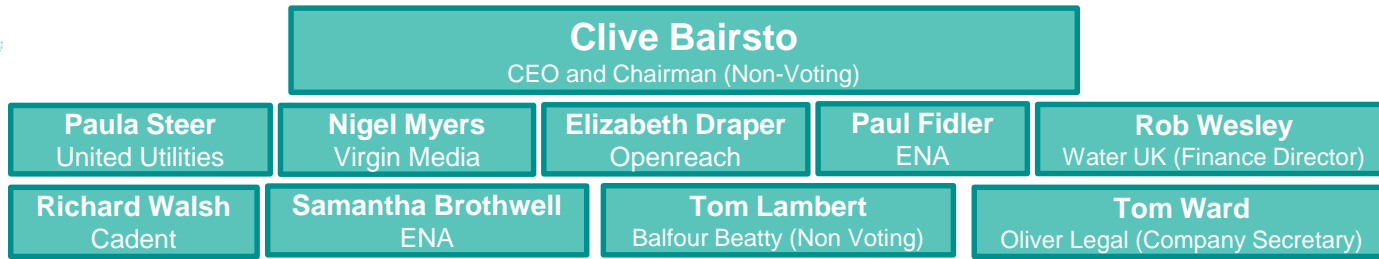 Clive Bairsto
CEO and Chairman (Non-Voting)
Paula Steer
United Utilities
Nigel Myers
Virgin Media
Elizabeth Draper
Openreach
Paul Fidler
ENA
Rob Wesley
Water UK (Finance Director)
Richard Walsh
Cadent
Samantha Brothwell
ENA
Tom Lambert
Balfour Beatty (Non Voting)
Tom Ward
Oliver Legal (Company Secretary)